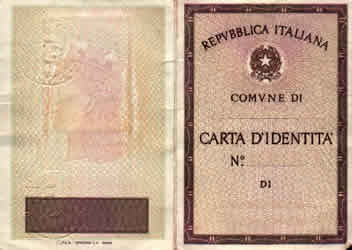 REPVBBLICA ITALIANA
COMVNE DI
CARTA D'IDENTITA'
N°
DI